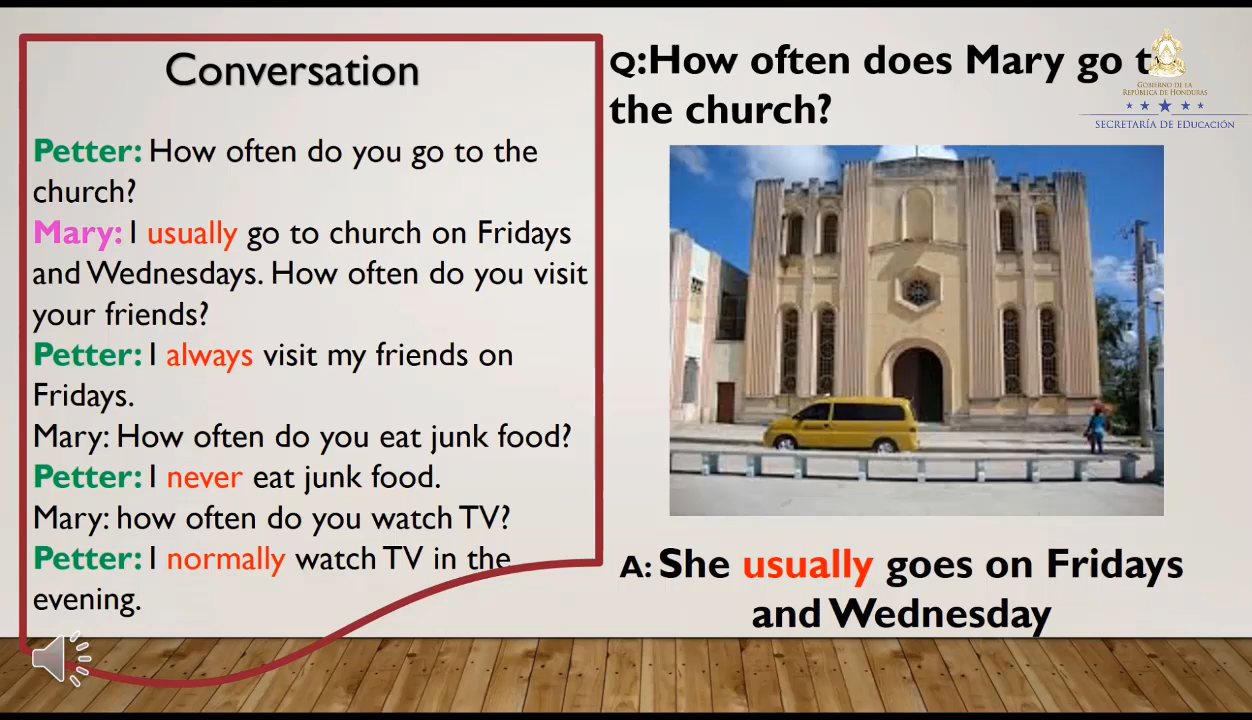 Conversation
Petter: How often do you go to the
church?
Mary: I usually go to church on Fridays
and Wednesdays. How often do you visit
your friends?
Petter: I always visit my friends on
Fridays.
Mary: How often do you eat junk food?
Petter: I never eat junk food.
Mary: how often do you watch TV?
Petter: I normally watch TV in the
evening.
Q:How often does Mary go to
the church?
GOBIERNO DE LA
REPÚBLICA DE HONDURAS
SECRETARÍA DE EDUCACIÓN
A: She usually goes on Fridays
and Wednesday